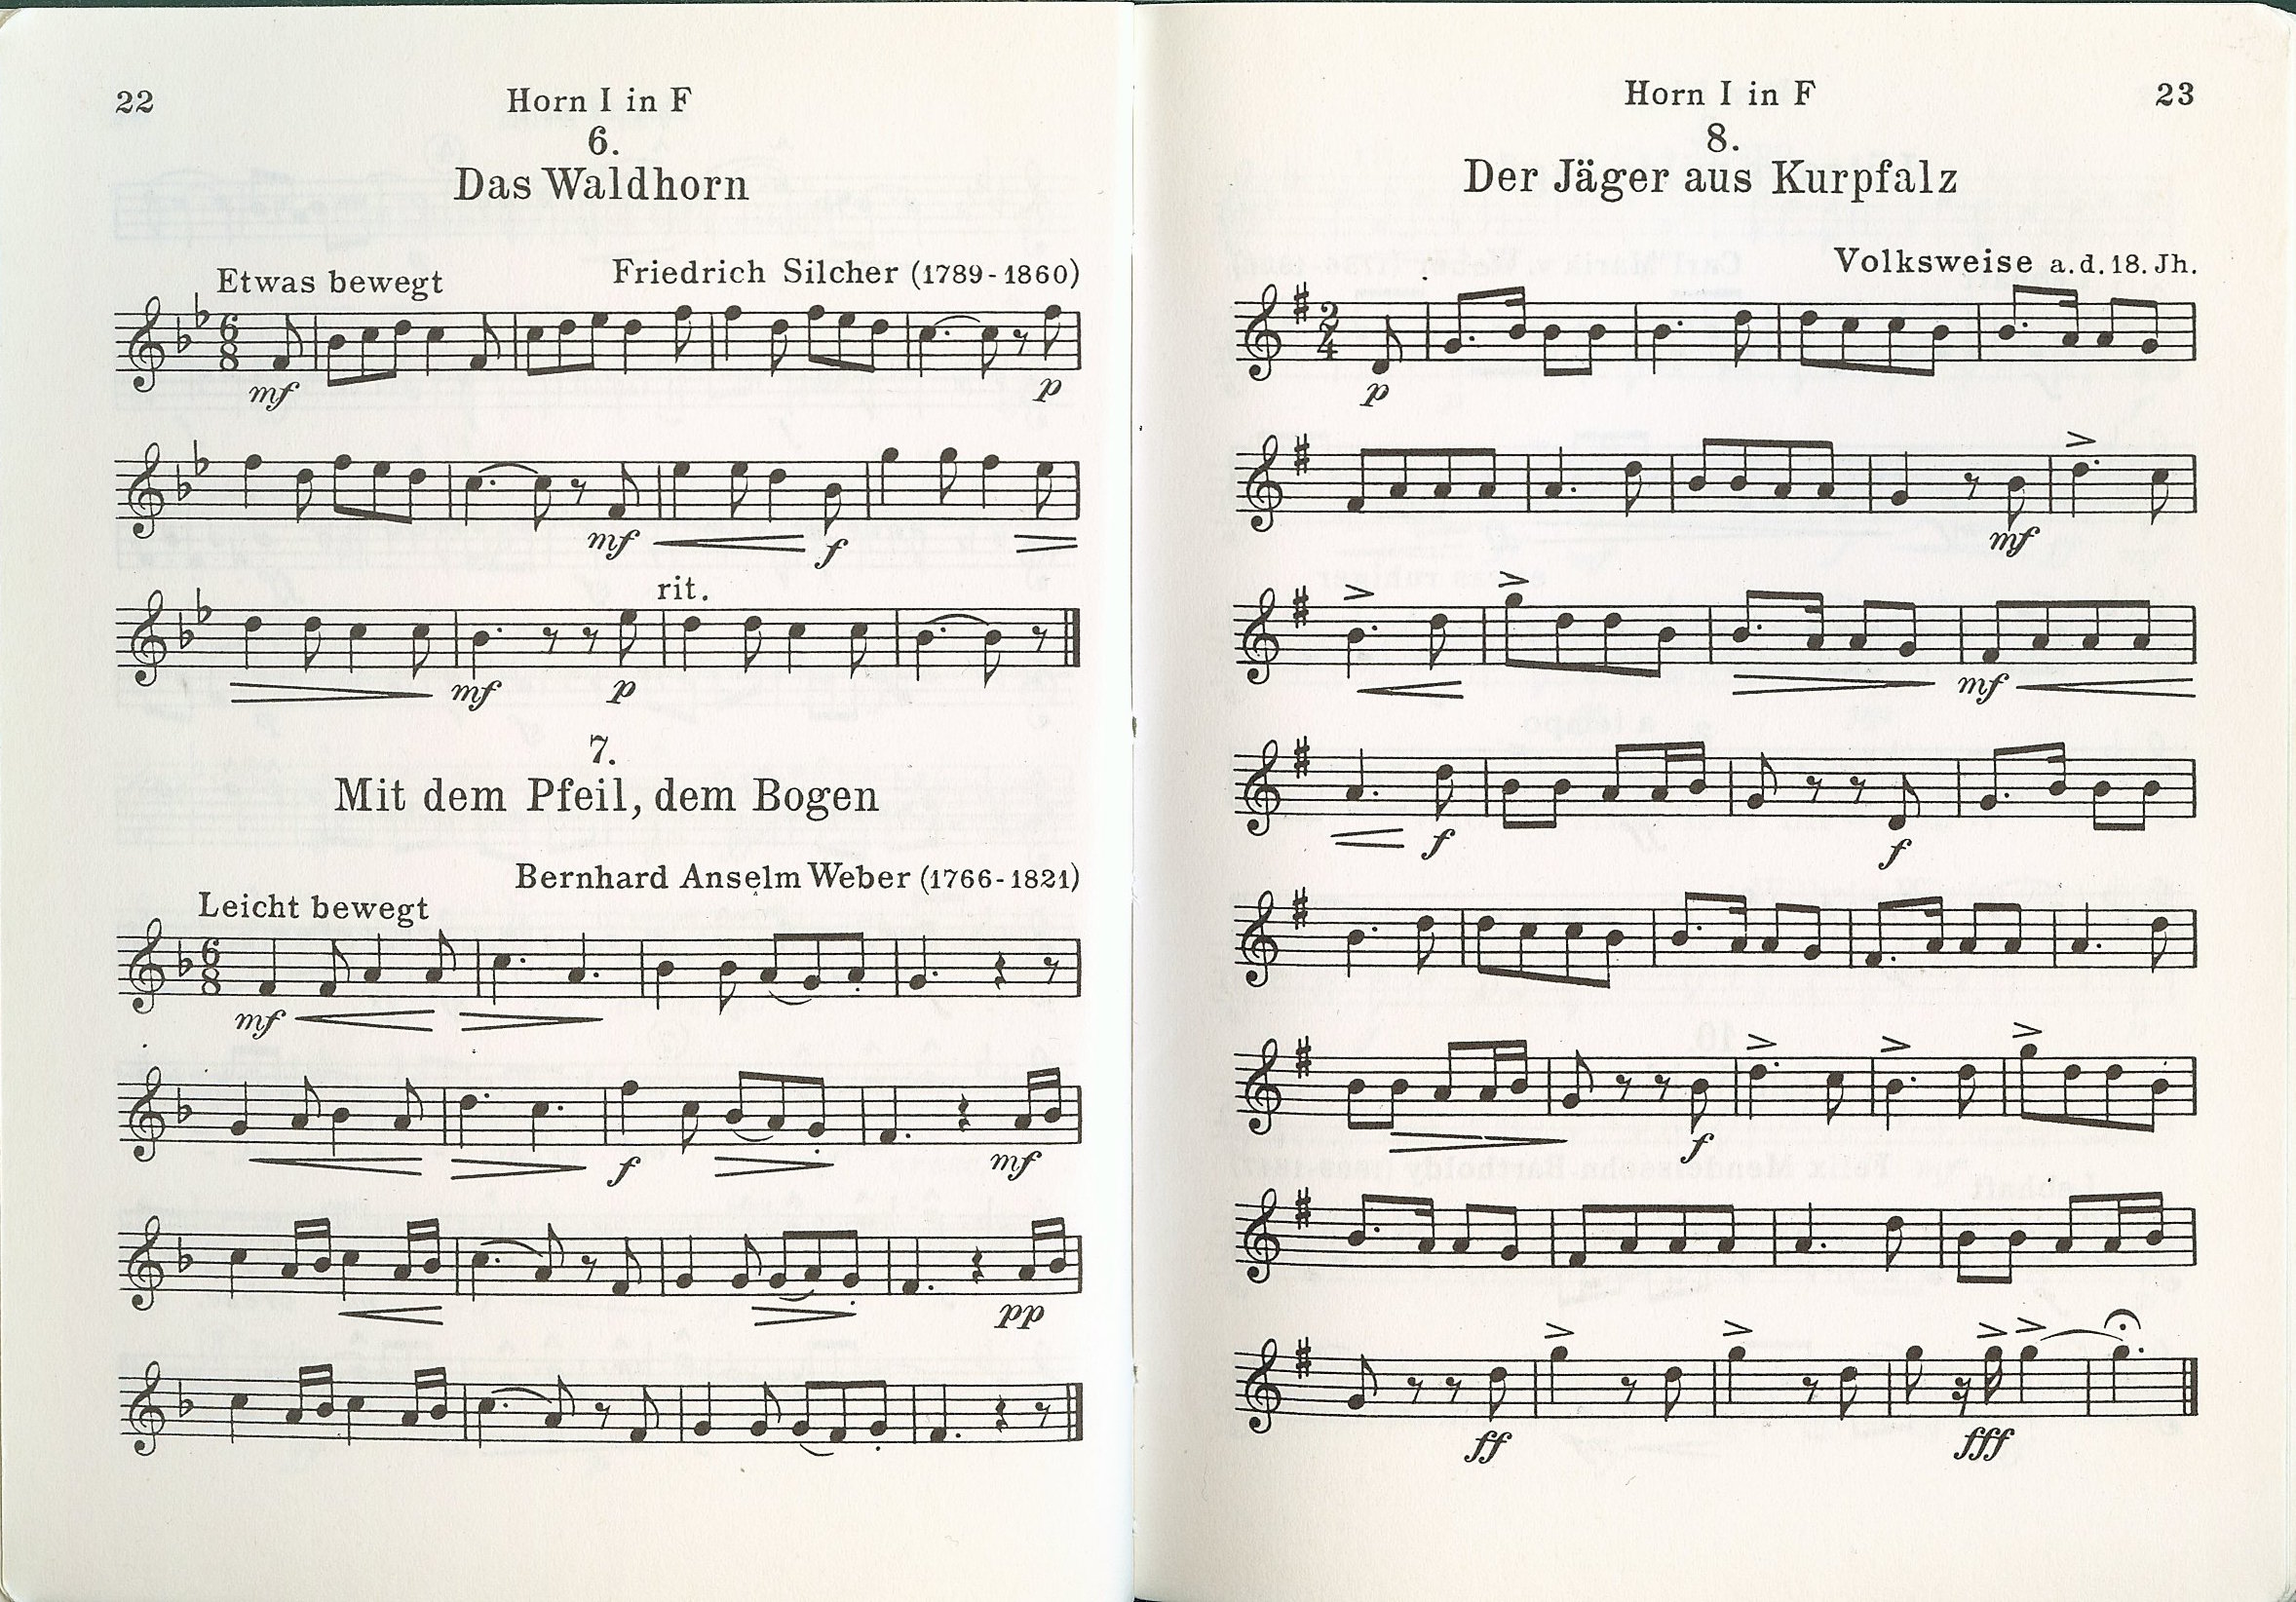 22
Horn I in F
6.
Das Waldhorn
Etwas bewegt
Friedrich Silcher (1789-1860)
mf
p
mf
f
rit.
mf
p
7.
Mit dem Pfeil, dem Bogen
Bernhard Anselm Weber (1766-1821)
Leicht bewegt
mf
f
mf
pp
Horn I in F
23
8.
Der Jäger aus Kurpfalz
Volksweise a.d.18.Jh.
p
mf
mf
f
f
f
ff
fff